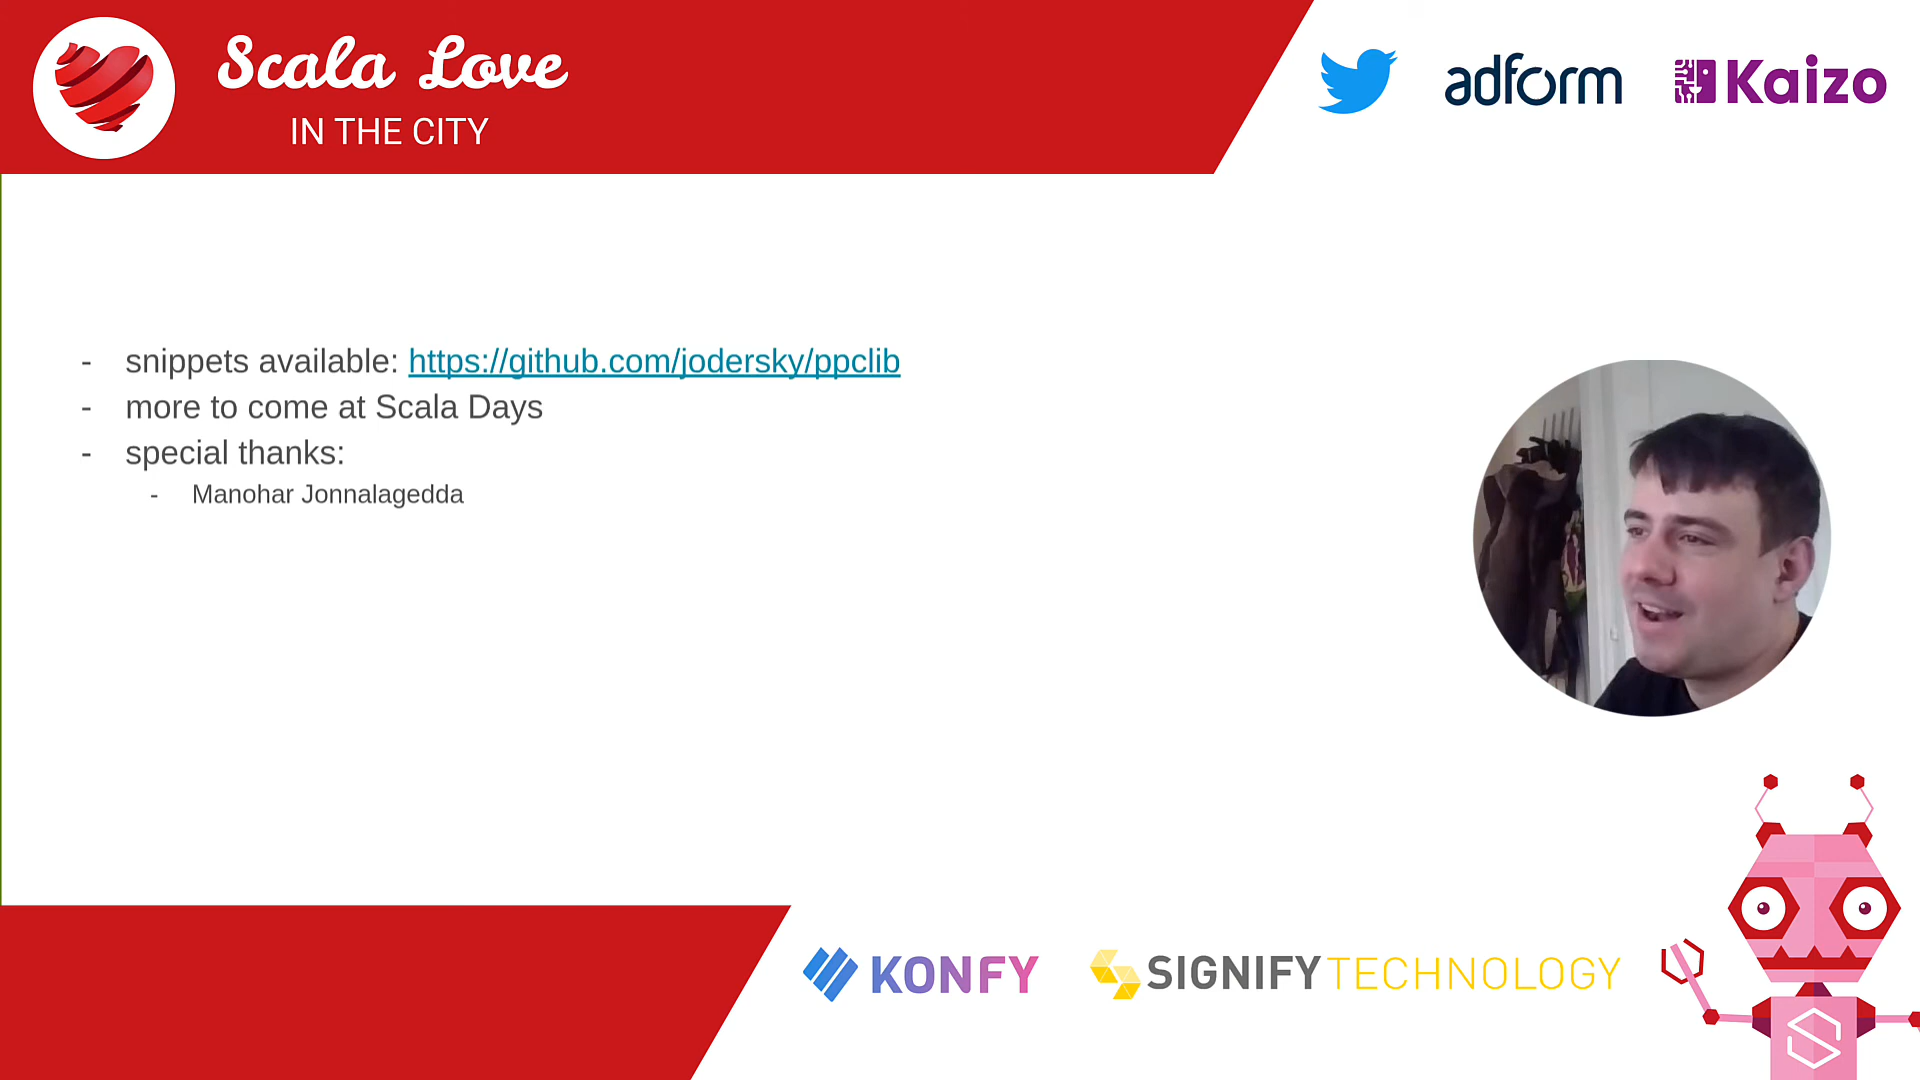 Scala Love
IN THE CITY
adform
Kaizo
- snippets available: https://github.com/jodersky/ppclib
- more to come at Scala Days
- special thanks:
- Manohar Jonnalagedda
KONFY
SIGNIFY TECHNOLOGY